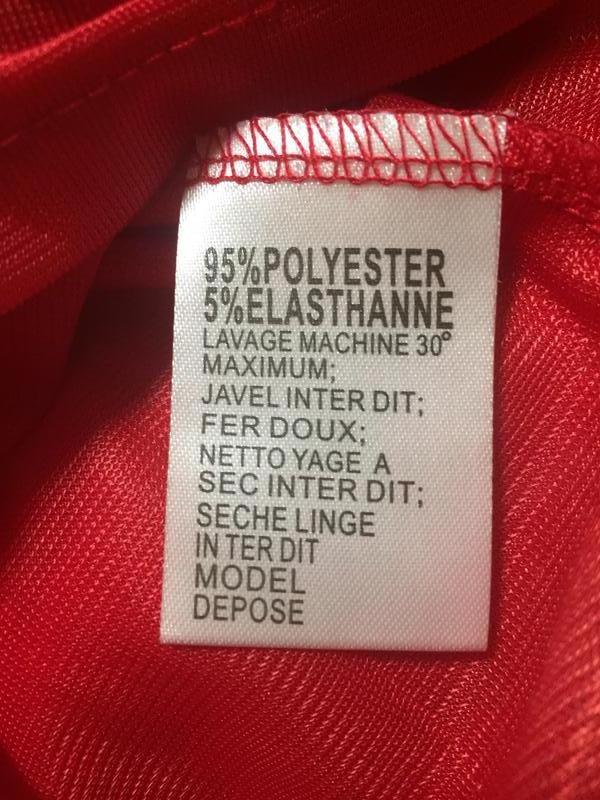 95%POLYESTER
5%ELASTHANNE
LAVAGE MACHINE 30°
MAXIMUM;
JAVEL INTER DIT;
FER DOUX;
NETTO YAGE A
SEC INTER DIT;
SECHE LINGE
IN TER DIT
MODEL
DEPOSE